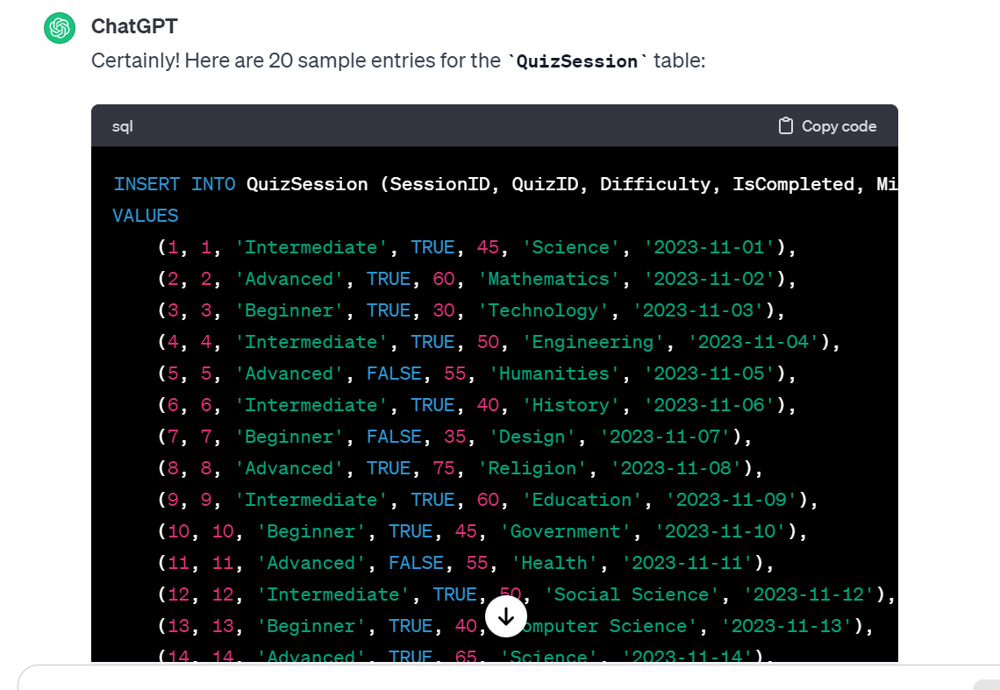 ChatGPT
Certainly! Here are 20 sample entries for the `QuizSession` table:
sql
Copy code
INSERT INTO QuizSession (SessionID, QuizID, Difficulty, IsCompleted, Mi
VALUES
(1, 1, 'Intermediate', TRUE, 45, 'Science', '2023-11-01'),
(2, 2, 'Advanced', TRUE, 60, 'Mathematics', '2023-11-02'),
(3, 3, 'Beginner', TRUE, 30, 'Technology', '2023-11-03'),
(4, 4, 'Intermediate', TRUE, 50, 'Engineering', '2023-11-04'),
(5, 5, 'Advanced', FALSE, 55, 'Humanities', '2023-11-05'),
(6, 6, 'Intermediate', TRUE, 40, 'History', '2023-11-06'),
(7, 7, 'Beginner', FALSE, 35, 'Design', '2023-11-07'),
(8, 8, 'Advanced', TRUE, 75, 'Religion', '2023-11-08'),
(9, 9, 'Intermediate', TRUE, 60, 'Education', '2023-11-09'),
(10, 10, 'Beginner', TRUE, 45, 'Government', '2023-11-10'),
(11, 11, 'Advanced', FALSE, 55, 'Health', '2023-11-11'),
(12, 12, 'Intermediate', TRUE, 50, 'Social Science', '2023-11-12'),
(13, 13, 'Beginner', TRUE, 40, omputer Science', '2023-11-13'),
(14, 14, 'Advanced', TRUE, 65, 'Science', '2023-11-14'),